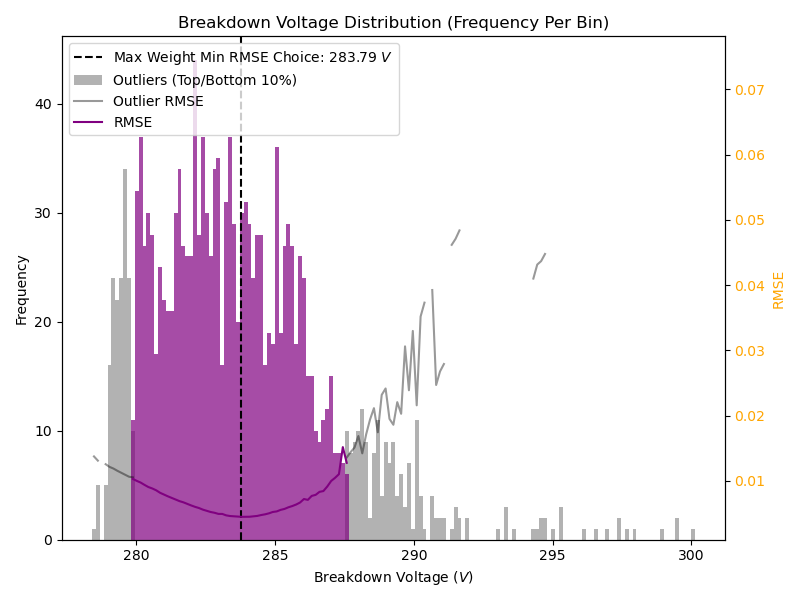 Breakdown Voltage Distribution (Frequency Per Bin)
Max Weight Min RMSE Choice: 283.79 V
Outliers (Top/Bottom 10%)
Outlier RMSE
RMSE
Frequency
0
10
20
30
40
RMSE
0.07
0.06
0.05
0.04
0.03
0.02
0.01
280 285 290 295 300
Breakdown Voltage (V)